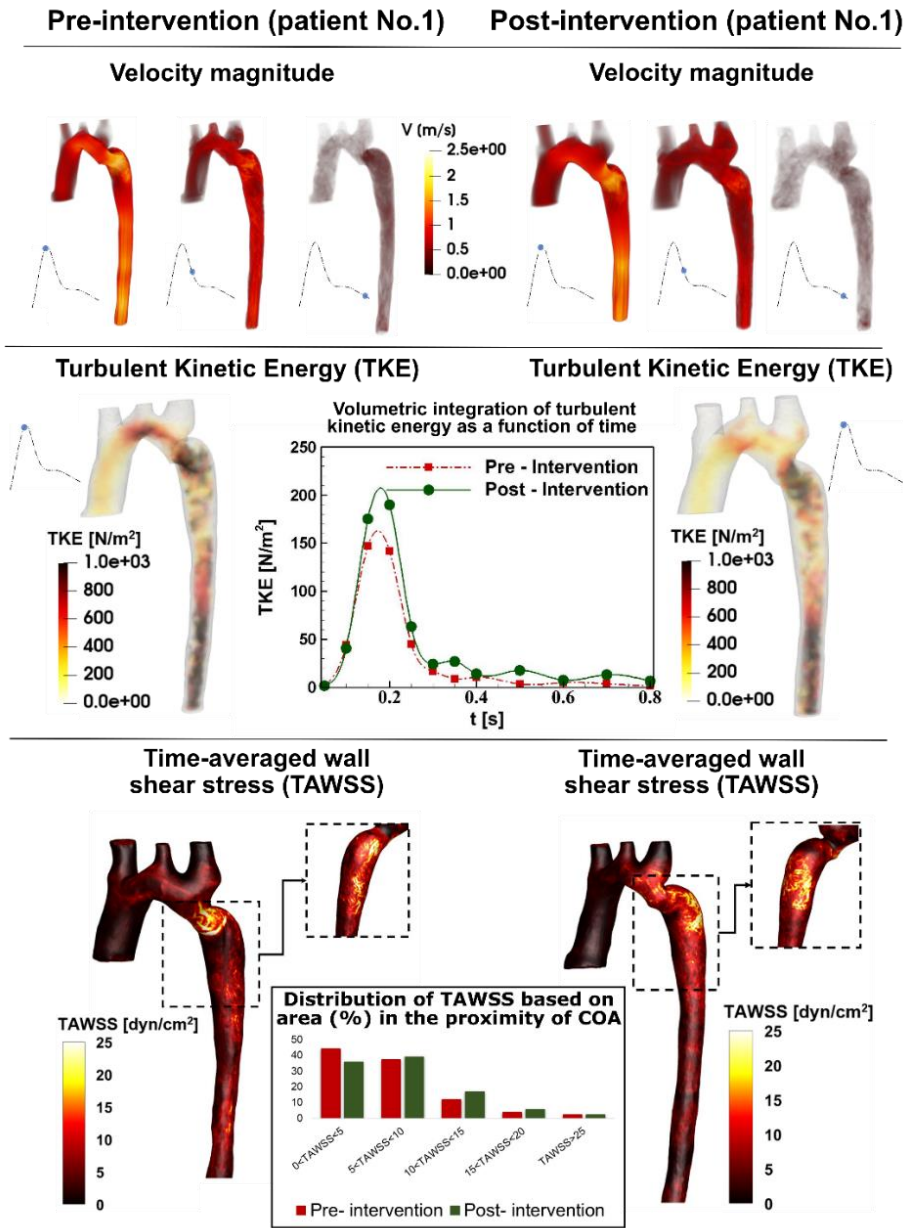 Pre-intervention (patient No.1)
Post-intervention (patient No.1)
Velocity magnitude
Velocity magnitude
V (m/s)
2.5e+00
2
1.5
1
0.5
0.0e+00
Turbulent Kinetic Energy (TKE)
Turbulent Kinetic Energy (TKE)
Volumetric integration of turbulent
kinetic energy as a function of time
Pre - Intervention
Post - Intervention
250
200
150
100
50
0
TKE [N/m²]
0.2
0.4
0.6
0.8
t [s]
TKE [N/m²]
1.0e+03
800
600
400
200
0.0e+00
TKE [N/m²]
1.0e+03
800
600
400
200
0.0e+00
Time-averaged wall
shear stress (TAWSS)
Time-averaged wall
shear stress (TAWSS)
TAWSS [dyn/cm²]
25
20
15
10
5
0
Distribution of TAWSS based on
area (%) in the proximity of COA
50
40
30
20
10
0
0<TAWSS<5
5<TAWSS<10
10<TAWSS<15
15<TAWSS<20
TAWSS>25
Pre- intervention
Post- intervention
TAWSS [dyn/cm²]
25
20
15
10
5
0